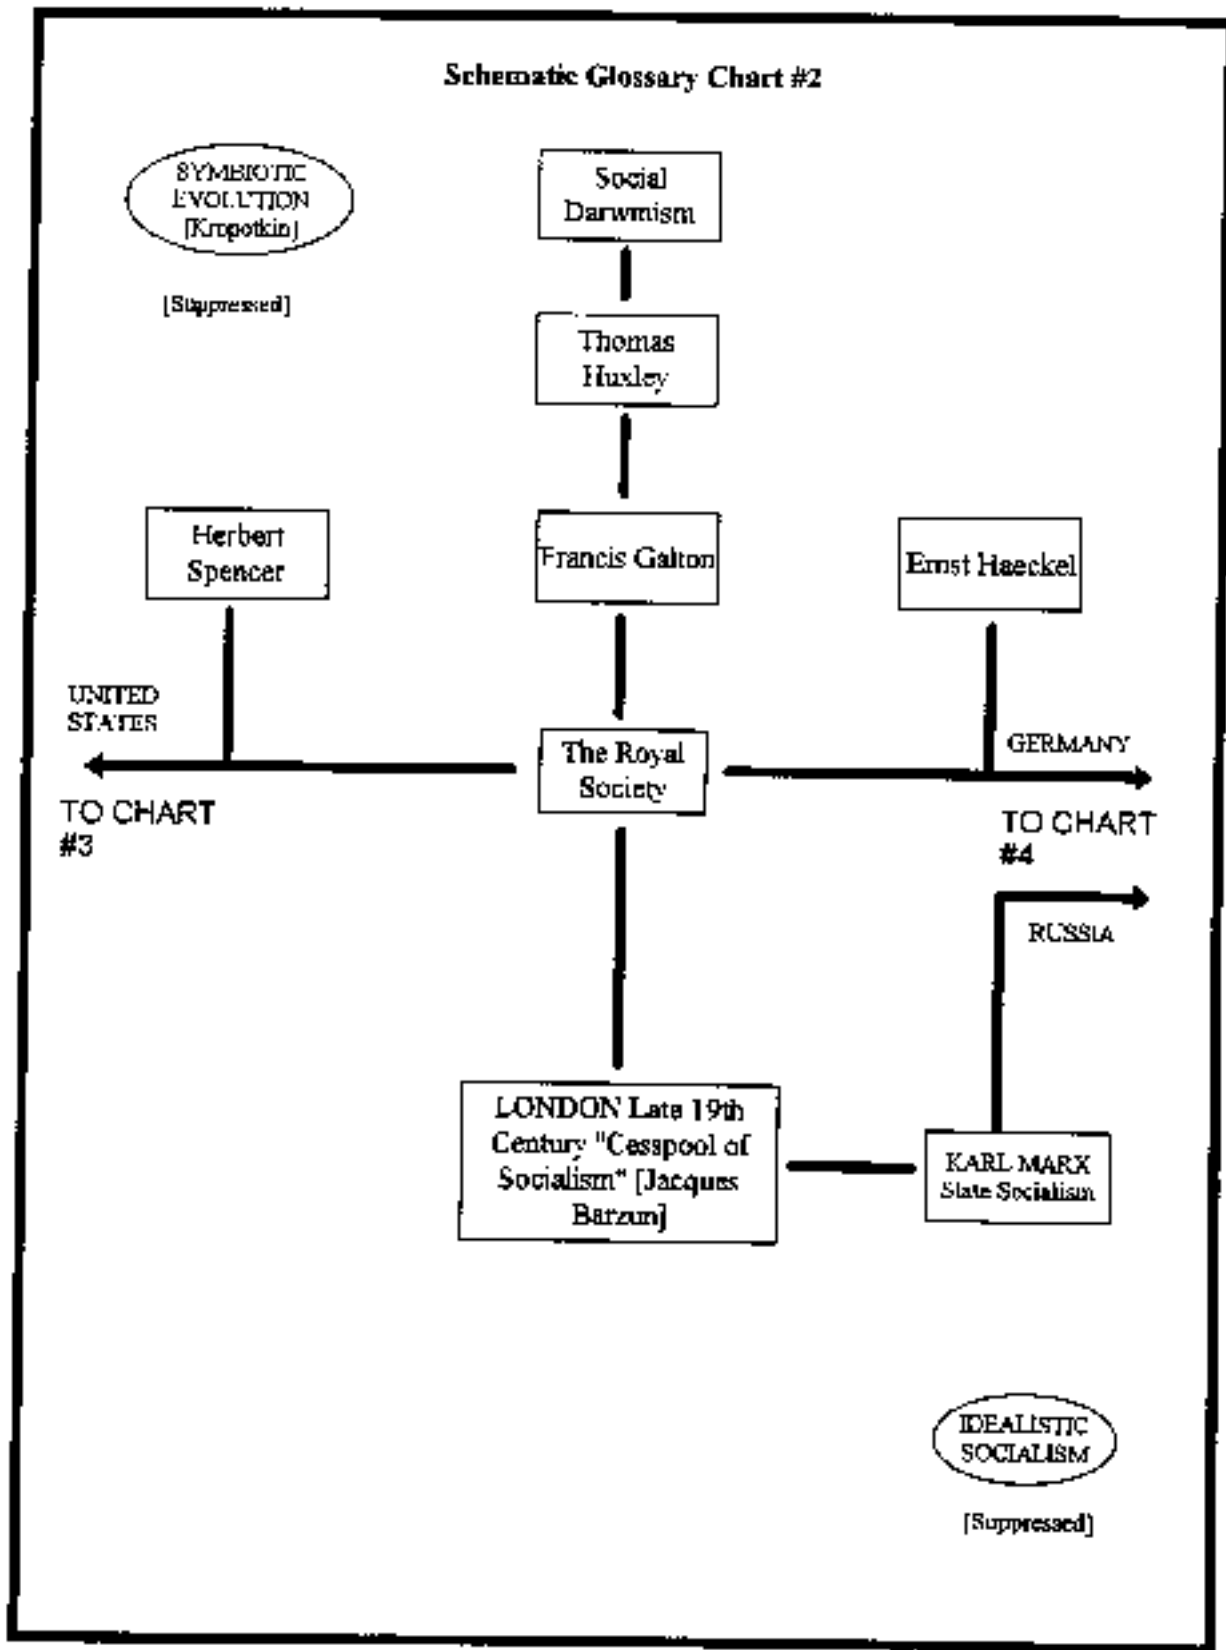 Schematic Glossary Chart #2
SYMBIOTIC
EVOLUTION
[Kropotkin]
[Suppressed]
Social
Darwinism
Thomas
Huxley
Herbert
Spencer
Francis Galton
Ernst Haeckel
UNITED
STATES
TO CHART
#3
The Royal
Society
GERMANY
TO CHART
#4
RUSSIA
LONDON Late 19th
Century "Cesspool of
Socialism" [Jacques
Barzun]
KARL MARX
State Socialism
IDEALISTIC
SOCIALISM
[Suppressed]